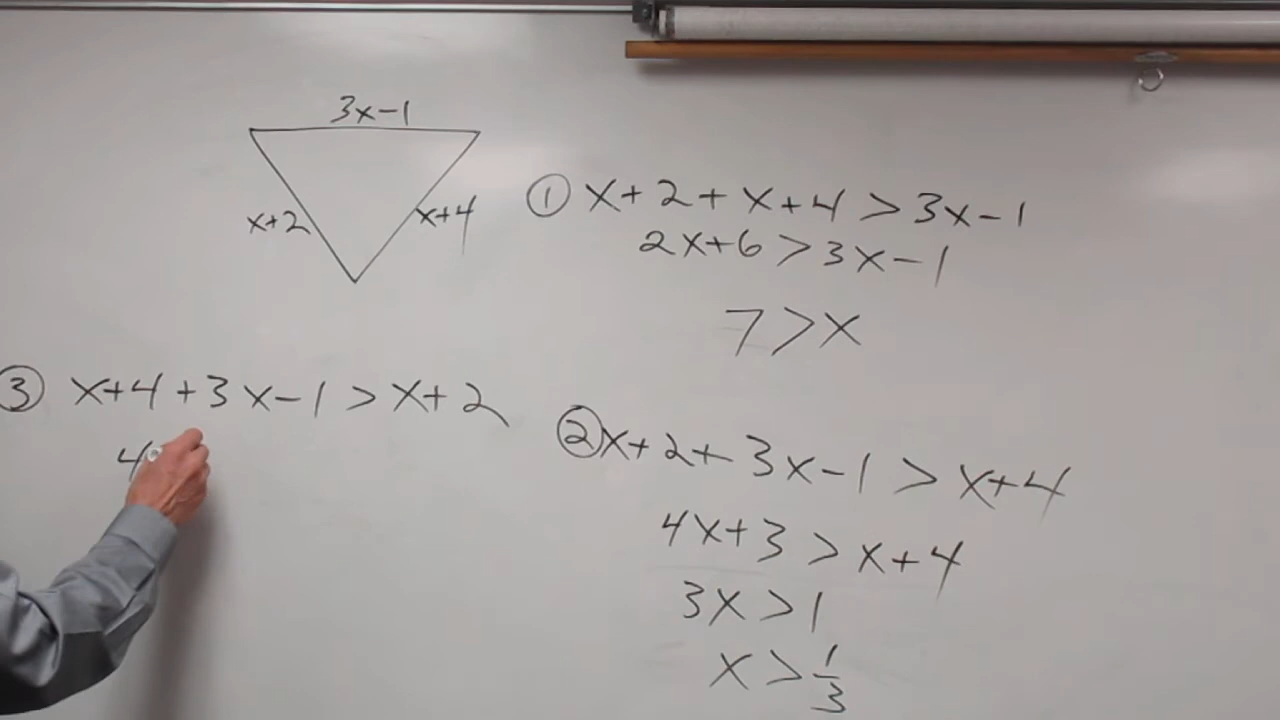 3x-1
x+2
x+4
① x+2+x+4>3x-1
2x+6>3x-1
7>x
③ x+4+3x-1>x+2
4
② x+2+3x-1>x+4
4x+3>x+4
3x>1
x>1/3